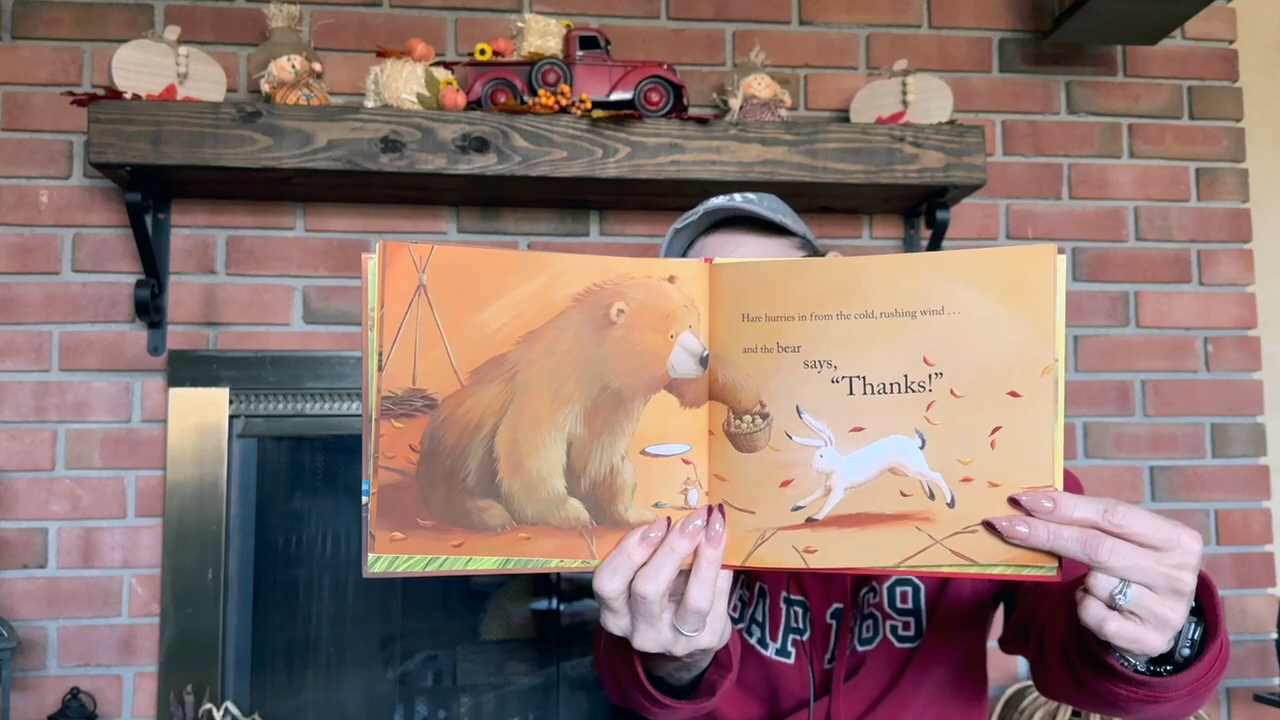 Hare hurries in from the cold, rushing wind . . .
and the bear
says,
"Thanks!"
GAP 1969